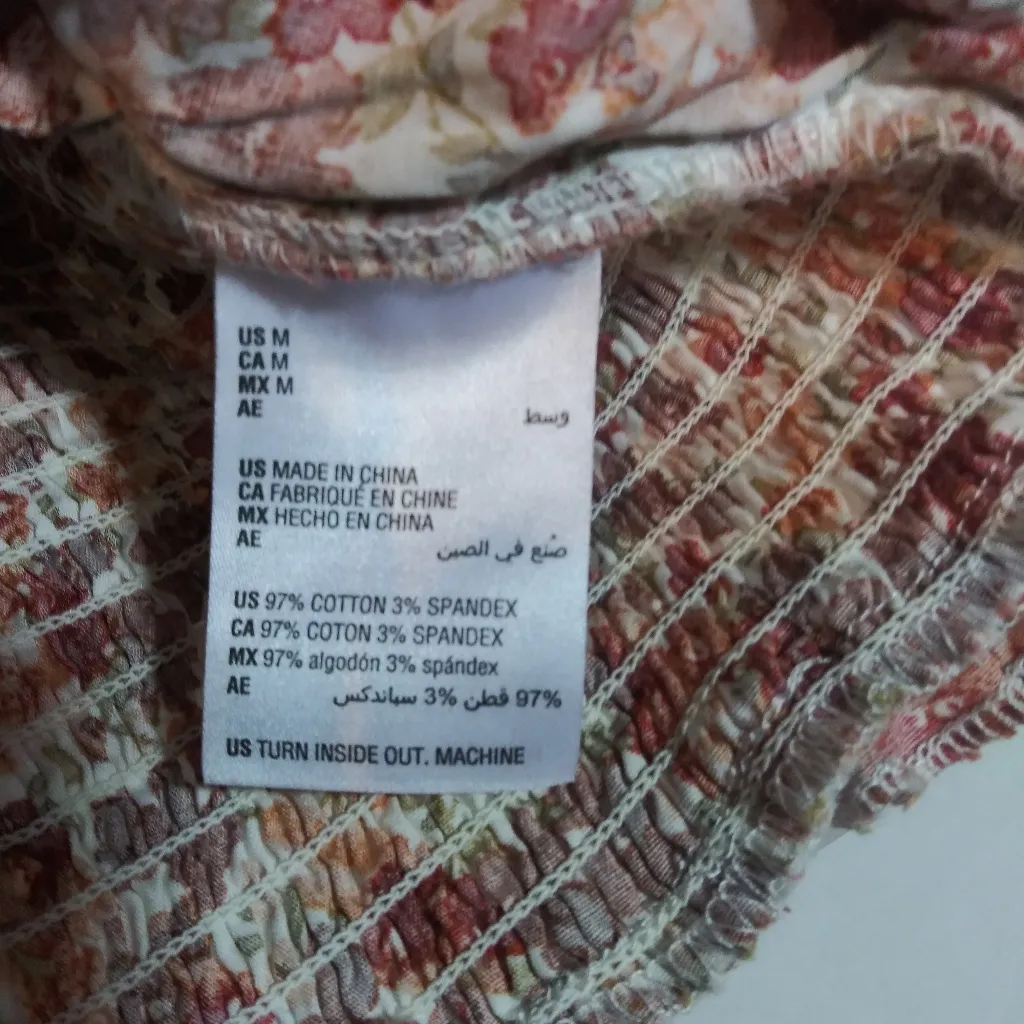 US M
CA M
MX M
AE وسط
US MADE IN CHINA
CA FABRIQUÉ EN CHINE
MX HECHO EN CHINA
AE صُنع في الصين
US 97% COTTON 3% SPANDEX
CA 97% COTON 3% SPANDEX
MX 97% algodón 3% spándex
AE 97% قطن 3% سباندكس
US TURN INSIDE OUT. MACHINE